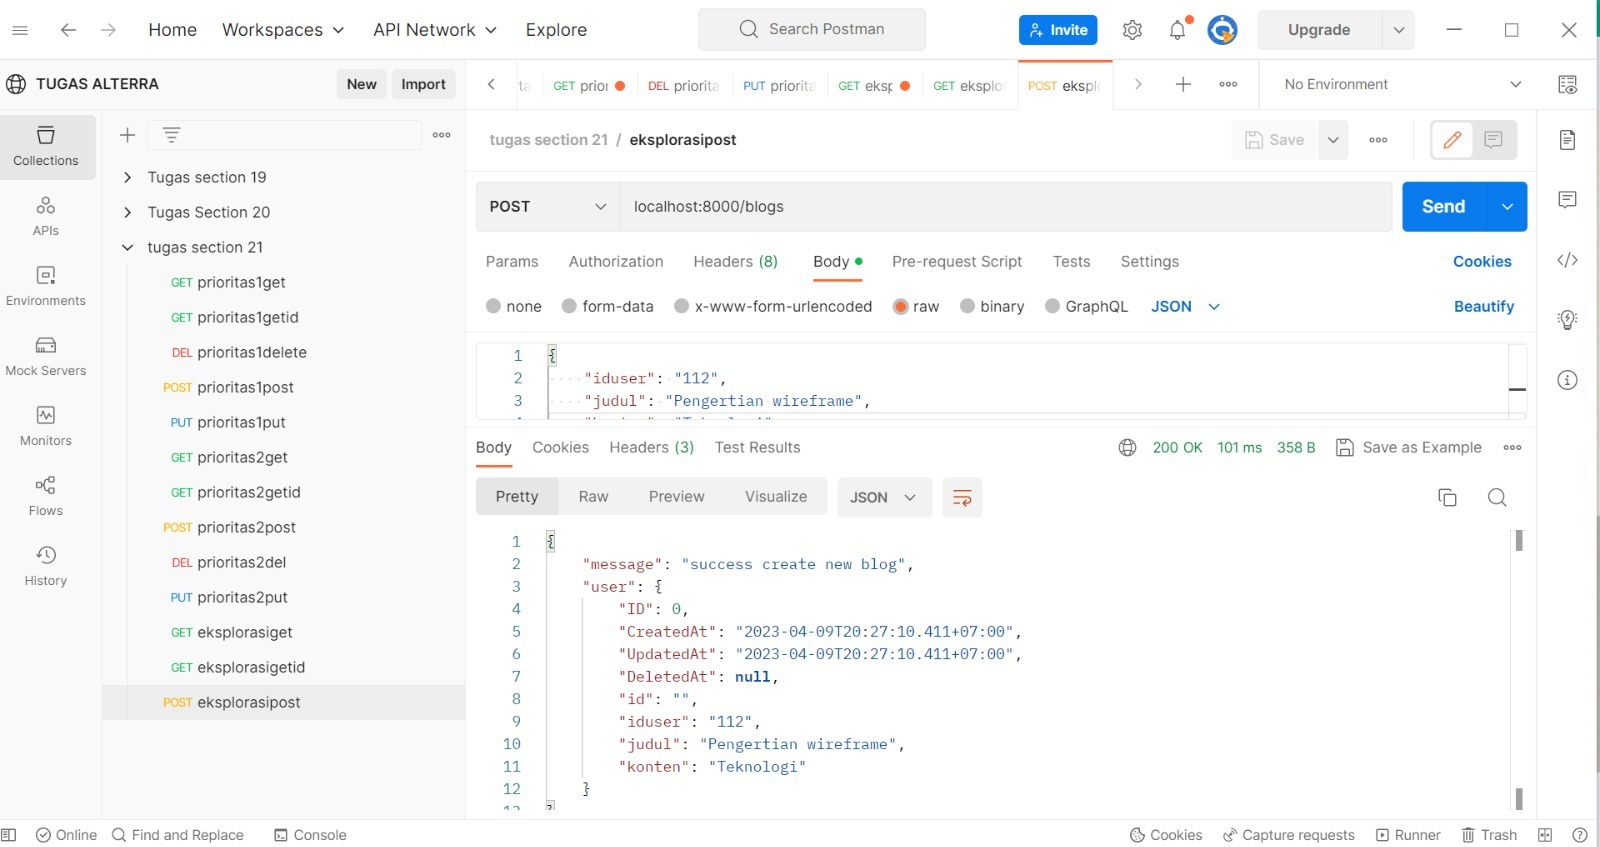 Home Workspaces API Network Explore Search Postman Invite Upgrade
TUGAS ALTERRA New Import
GET prior DEL priorita PUT priorita GET eksp GET eksplo POST ekspl No Environment
tugas section 21 / eksplorasipost Save
Collections
APIs
Environments
Mock Servers
Monitors
Flows
History
Tugas section 19
Tugas Section 20
tugas section 21
GET prioritas1get
GET prioritas1getid
DEL prioritas1delete
POST prioritas1post
PUT prioritas1put
GET prioritas2get
GET prioritas2getid
POST prioritas2post
DEL prioritas2del
PUT prioritas2put
GET eksplorasiget
GET eksplorasigetid
POST eksplorasipost
POST localhost:8000/blogs Send
Params Authorization Headers (8) Body Pre-request Script Tests Settings Cookies
none form-data x-www-form-urlencoded raw binary GraphQL JSON Beautify
1 {
2 "iduser": "112",
3 "judul": "Pengertian wireframe",
Body Cookies Headers (3) Test Results 200 OK 101 ms 358 B Save as Example
Pretty Raw Preview Visualize JSON
1 {
2 "message": "success create new blog",
3 "user": {
4 "ID": 0,
5 "CreatedAt": "2023-04-09T20:27:10.411+07:00",
6 "UpdatedAt": "2023-04-09T20:27:10.411+07:00",
7 "DeletedAt": null,
8 "id": "",
9 "iduser": "112",
10 "judul": "Pengertian wireframe",
11 "konten": "Teknologi"
12 }
Online Find and Replace Console Cookies Capture requests Runner Trash